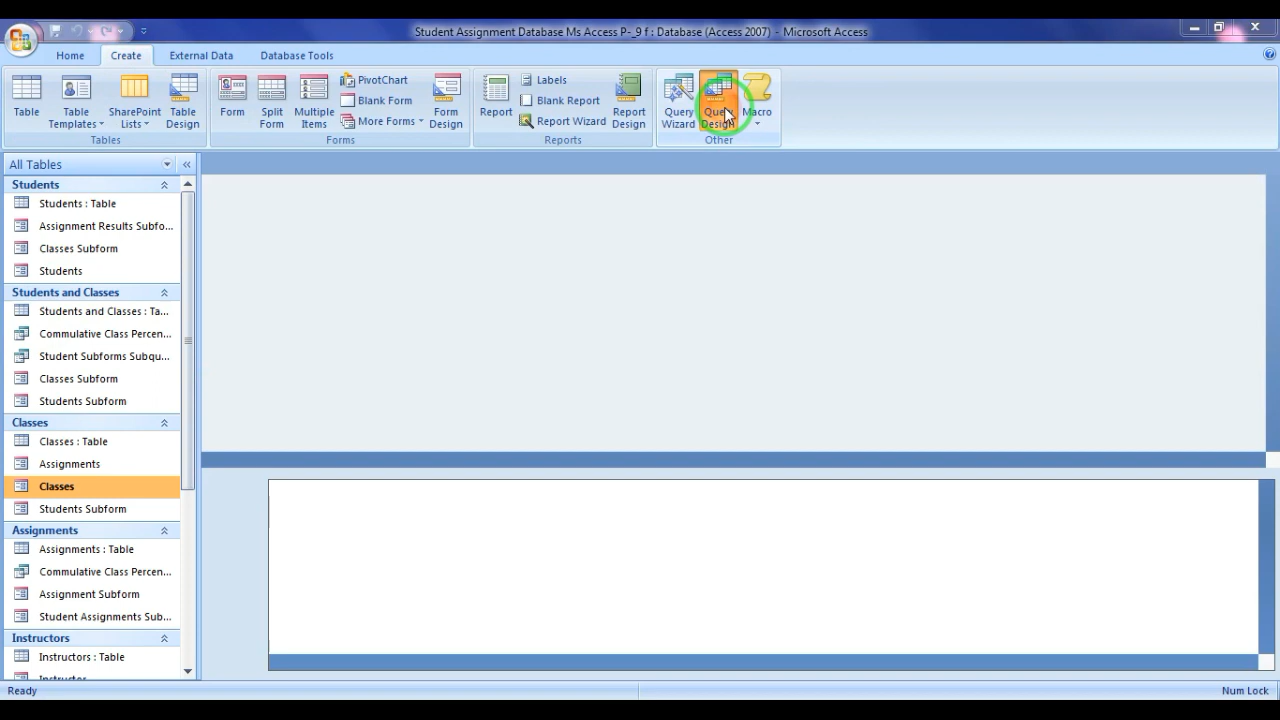 Student Assignment Database Ms Access P-_9 f : Database (Access 2007) - Microsoft Access
Home Create External Data Database Tools
Table
Table Templates
SharePoint Lists
Table Design
Tables
Form
Split Form
Multiple Items
PivotChart
Blank Form
More Forms
Form Design
Forms
Report
Labels
Blank Report
Report Wizard
Report Design
Reports
Query Wizard
Query Design
Macro
Other
All Tables
Students
Students : Table
Assignment Results Subfo...
Classes Subform
Students
Students and Classes
Students and Classes : Ta...
Commulative Class Percen...
Student Subforms Subqu...
Classes Subform
Students Subform
Classes
Classes : Table
Assignments
Classes
Students Subform
Assignments
Assignments : Table
Commulative Class Percen...
Assignment Subform
Student Assignments Sub...
Instructors
Instructors : Table
Ready
Num Lock